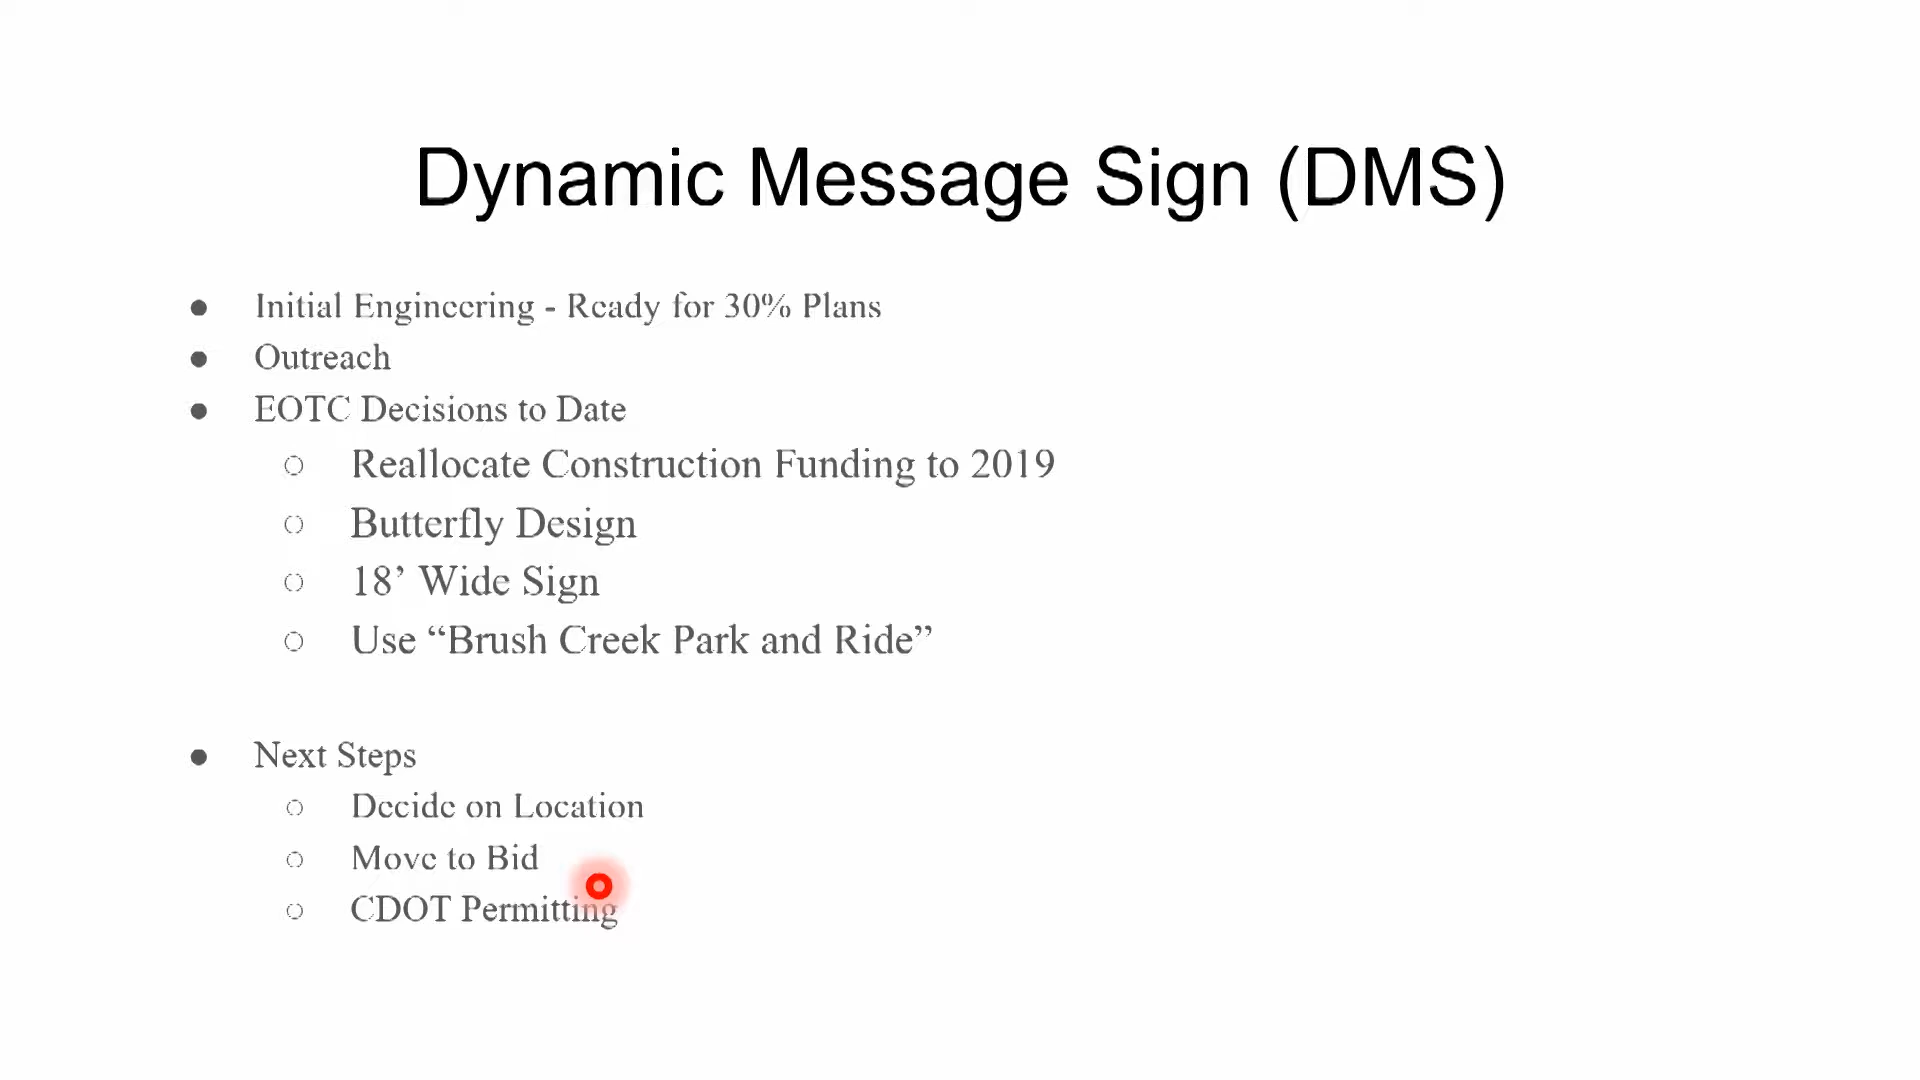 Dynamic Message Sign (DMS)
● Initial Engineering - Ready for 30% Plans
● Outreach
● EOTC Decisions to Date
○ Reallocate Construction Funding to 2019
○ Butterfly Design
○ 18’ Wide Sign
○ Use “Brush Creek Park and Ride”
● Next Steps
○ Decide on Location
○ Move to Bid
○ CDOT Permitting